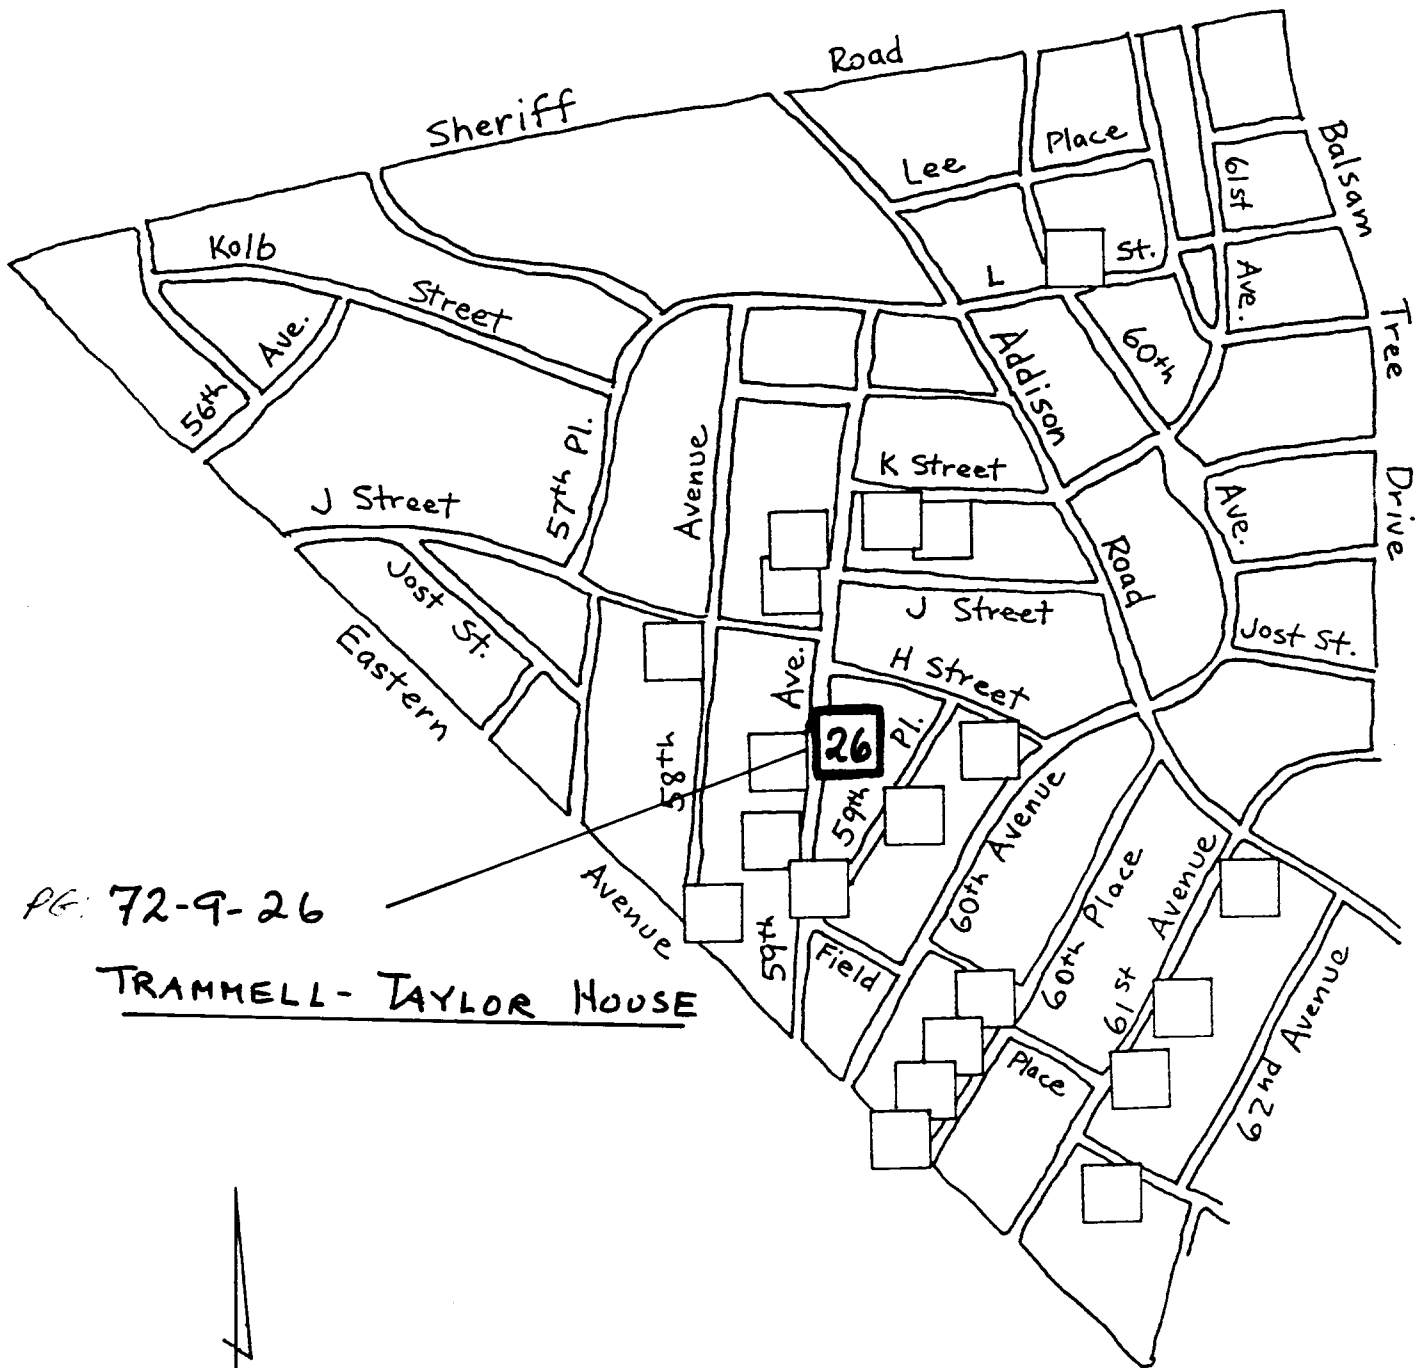 Road
Sheriff
Balsam
Tree
Drive
Lee
Place
61st
Ave.
Kolb
Street
L
St.
56th
Ave.
57th Pl.
Avenue
Addison
60th
K Street
J Street
Ave.
Road
Jost St.
J Street
Jost St.
Eastern
Ave.
H Street
58th
26
59th
Pl.
60th Avenue
60th Place
61st
Avenue
PG: 72-9-26
Avenue
59th
Field
62nd Avenue
TRAMMELL-TAYLOR HOUSE
Place